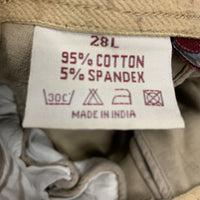 28L
95% COTTON
5% SPANDEX
30C
MADE IN INDIA